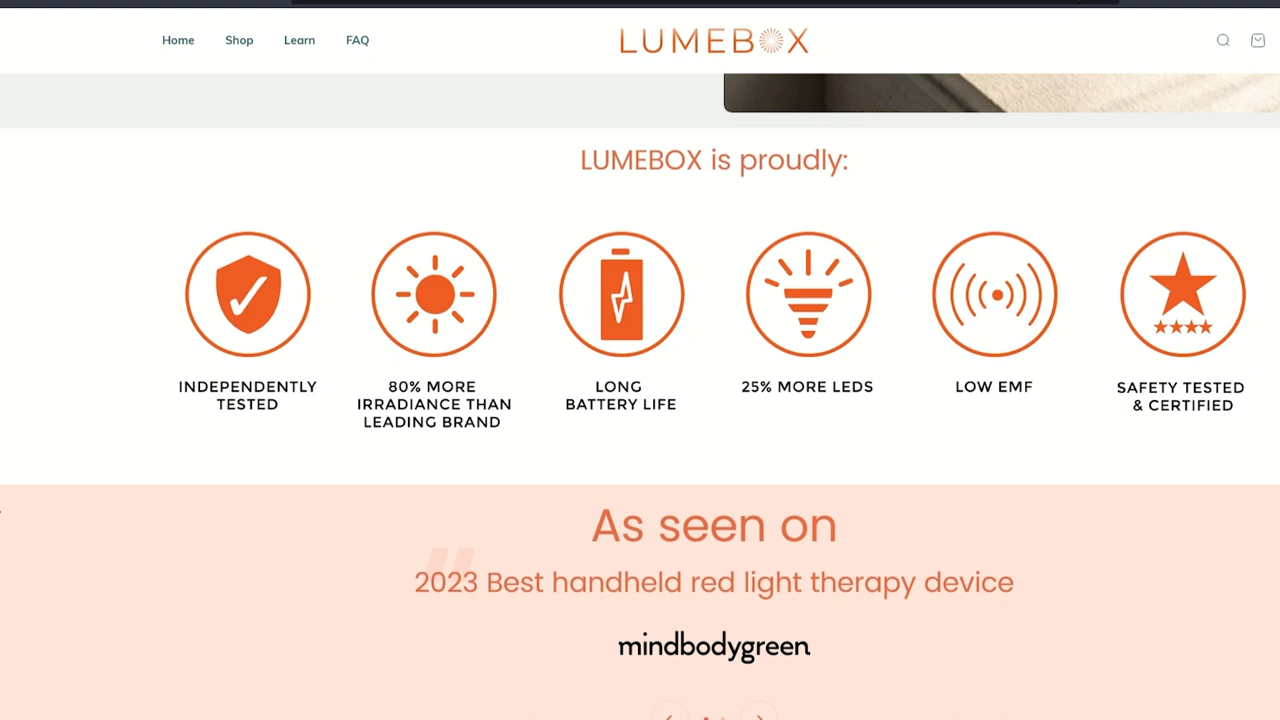 Home Shop Learn FAQ
LUMEBOX
LUMEBOX is proudly:
INDEPENDENTLY
TESTED
80% MORE
IRRADIANCE THAN
LEADING BRAND
LONG
BATTERY LIFE
25% MORE LEDS
LOW EMF
SAFETY TESTED
& CERTIFIED
As seen on
2023 Best handheld red light therapy device
mindbodygreen